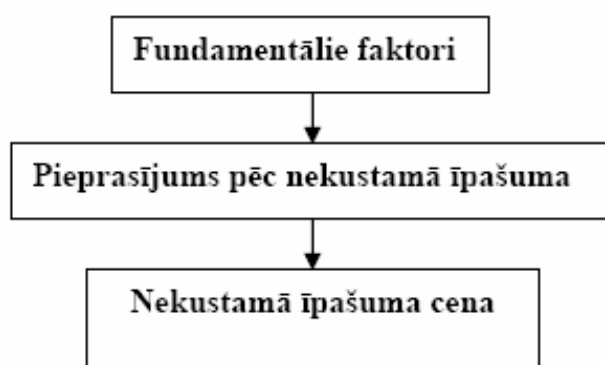 Fundamentālie faktori
Pieprasījums pēc nekustamā īpašuma
Nekustamā īpašuma cena